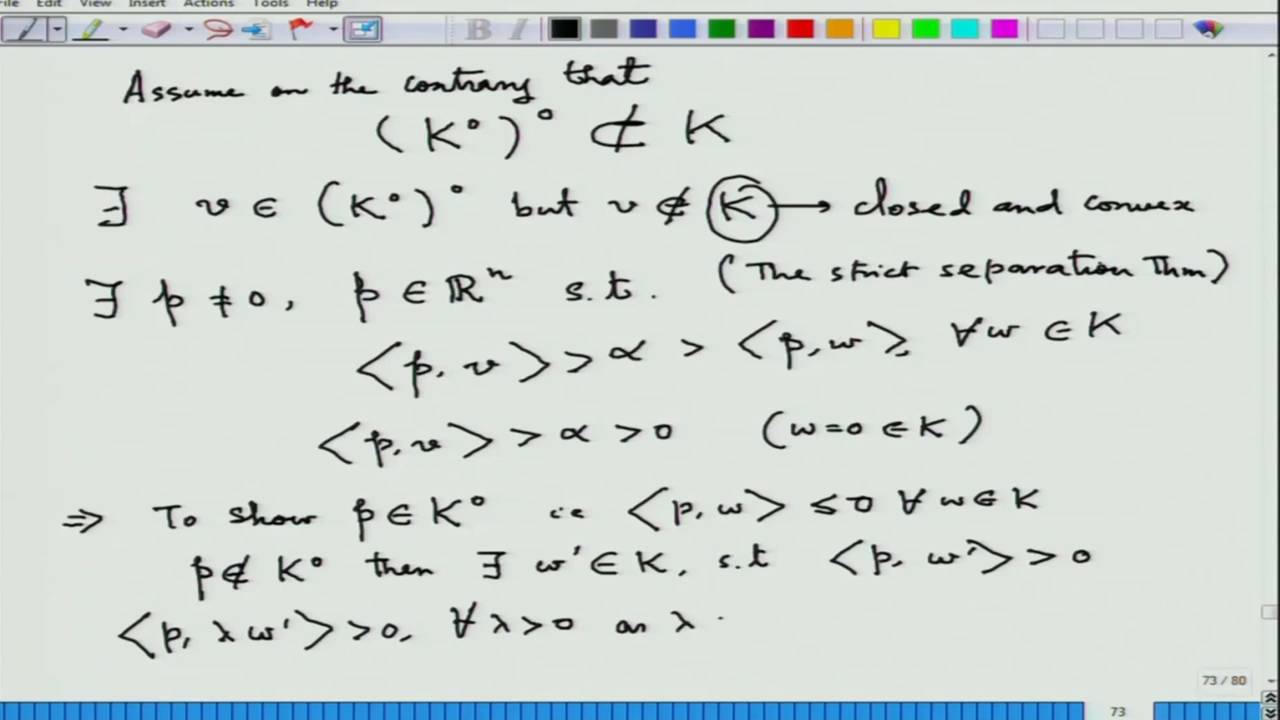 File Edit View Insert Actions Tools Help
B I
Assume on the contrary that
(K°)° ⊄ K
∃ v ∈ (K°)° but v ∉ K → closed and convex
(The strict separation Thm)
∃ p ≠ 0, p ∈ ℝⁿ s.t.
<p, v> > α > <p, w>, ∀w ∈ K
<p, v> > α > 0 (w=0 ∈ K)
⇒ To show p ∈ K° i.e <p, w> ≤ 0 ∀ w ∈ K
p ∉ K° then ∃ w' ∈ K, s.t <p, w'> > 0
<p, λ w'> > 0, ∀ λ > 0 as λ
73 / 80
73